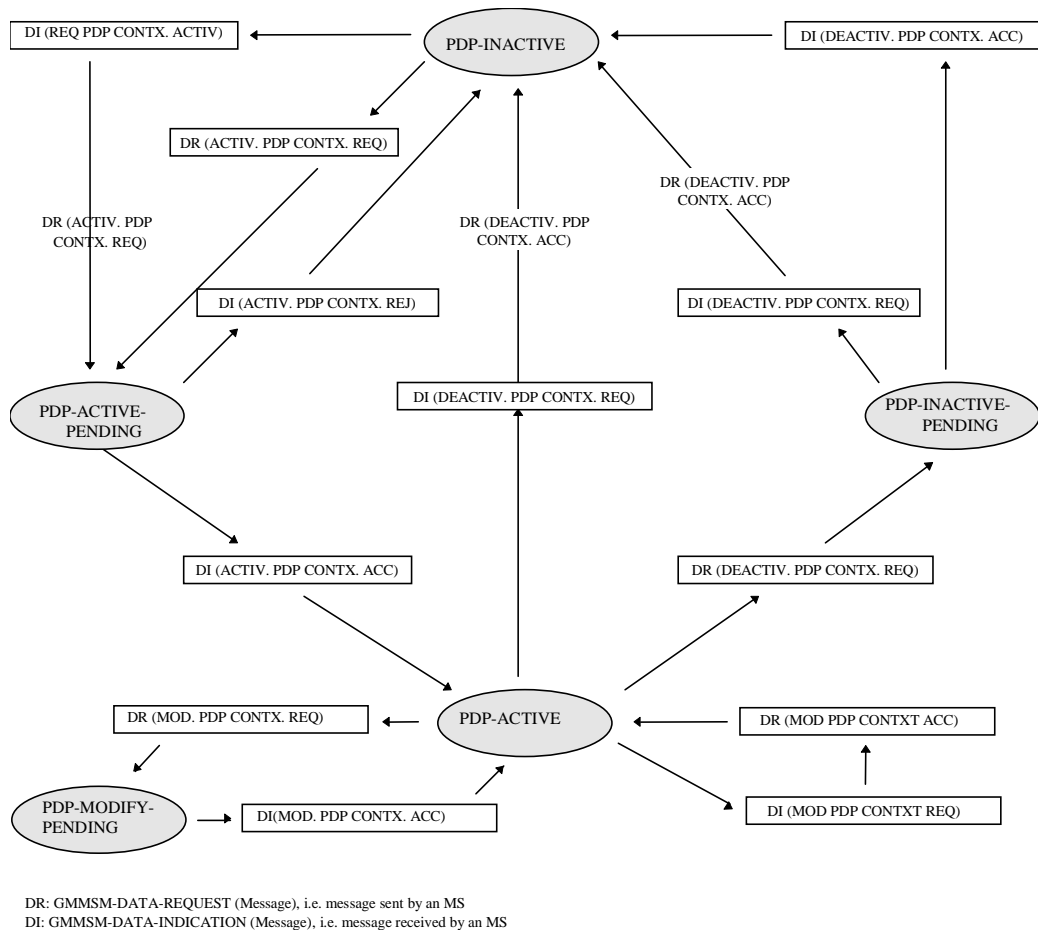 DI (REQ PDP CONTX. ACTIV)
PDP-INACTIVE
DI (DEACTIV. PDP CONTX. ACC)
DR (ACTIV. PDP CONTX. REQ)
DR (ACTIV. PDP
CONTX. REQ)
DR (DEACTIV. PDP
CONTX. ACC)
DR (DEACTIV. PDP
CONTX. ACC)
DI (ACTIV. PDP CONTX. REJ)
DI (DEACTIV. PDP CONTX. REQ)
PDP-ACTIVE-
PENDING
DI (DEACTIV. PDP CONTX. REQ)
PDP-INACTIVE-
PENDING
DI (ACTIV. PDP CONTX. ACC)
DR (DEACTIV. PDP CONTX. REQ)
DR (MOD. PDP CONTX. REQ)
PDP-ACTIVE
DR (MOD PDP CONTXT ACC)
PDP-MODIFY-
PENDING
DI(MOD. PDP CONTX. ACC)
DI (MOD PDP CONTXT REQ)
DR: GMMSM-DATA-REQUEST (Message), i.e. message sent by an MS
DI: GMMSM-DATA-INDICATION (Message), i.e. message received by an MS